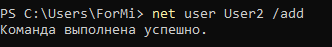 PS C:\Users\ForMi> net user User2 /add
Команда выполнена успешно.